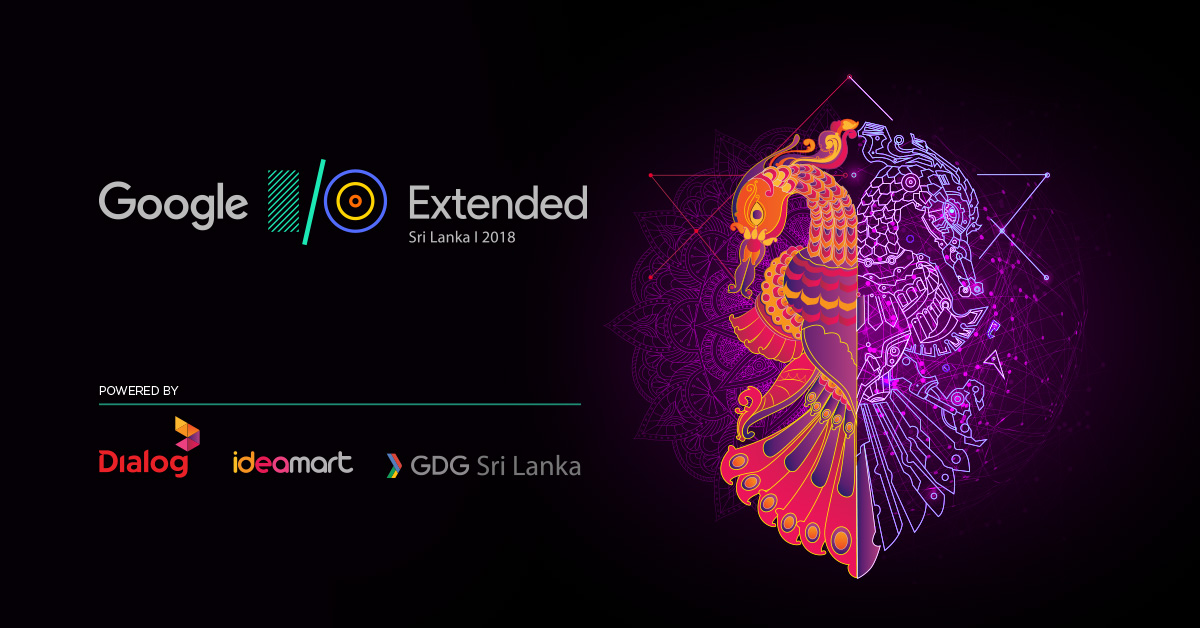 Google I/O Extended
Sri Lanka | 2018
POWERED BY
Dialog ideamart GDG Sri Lanka